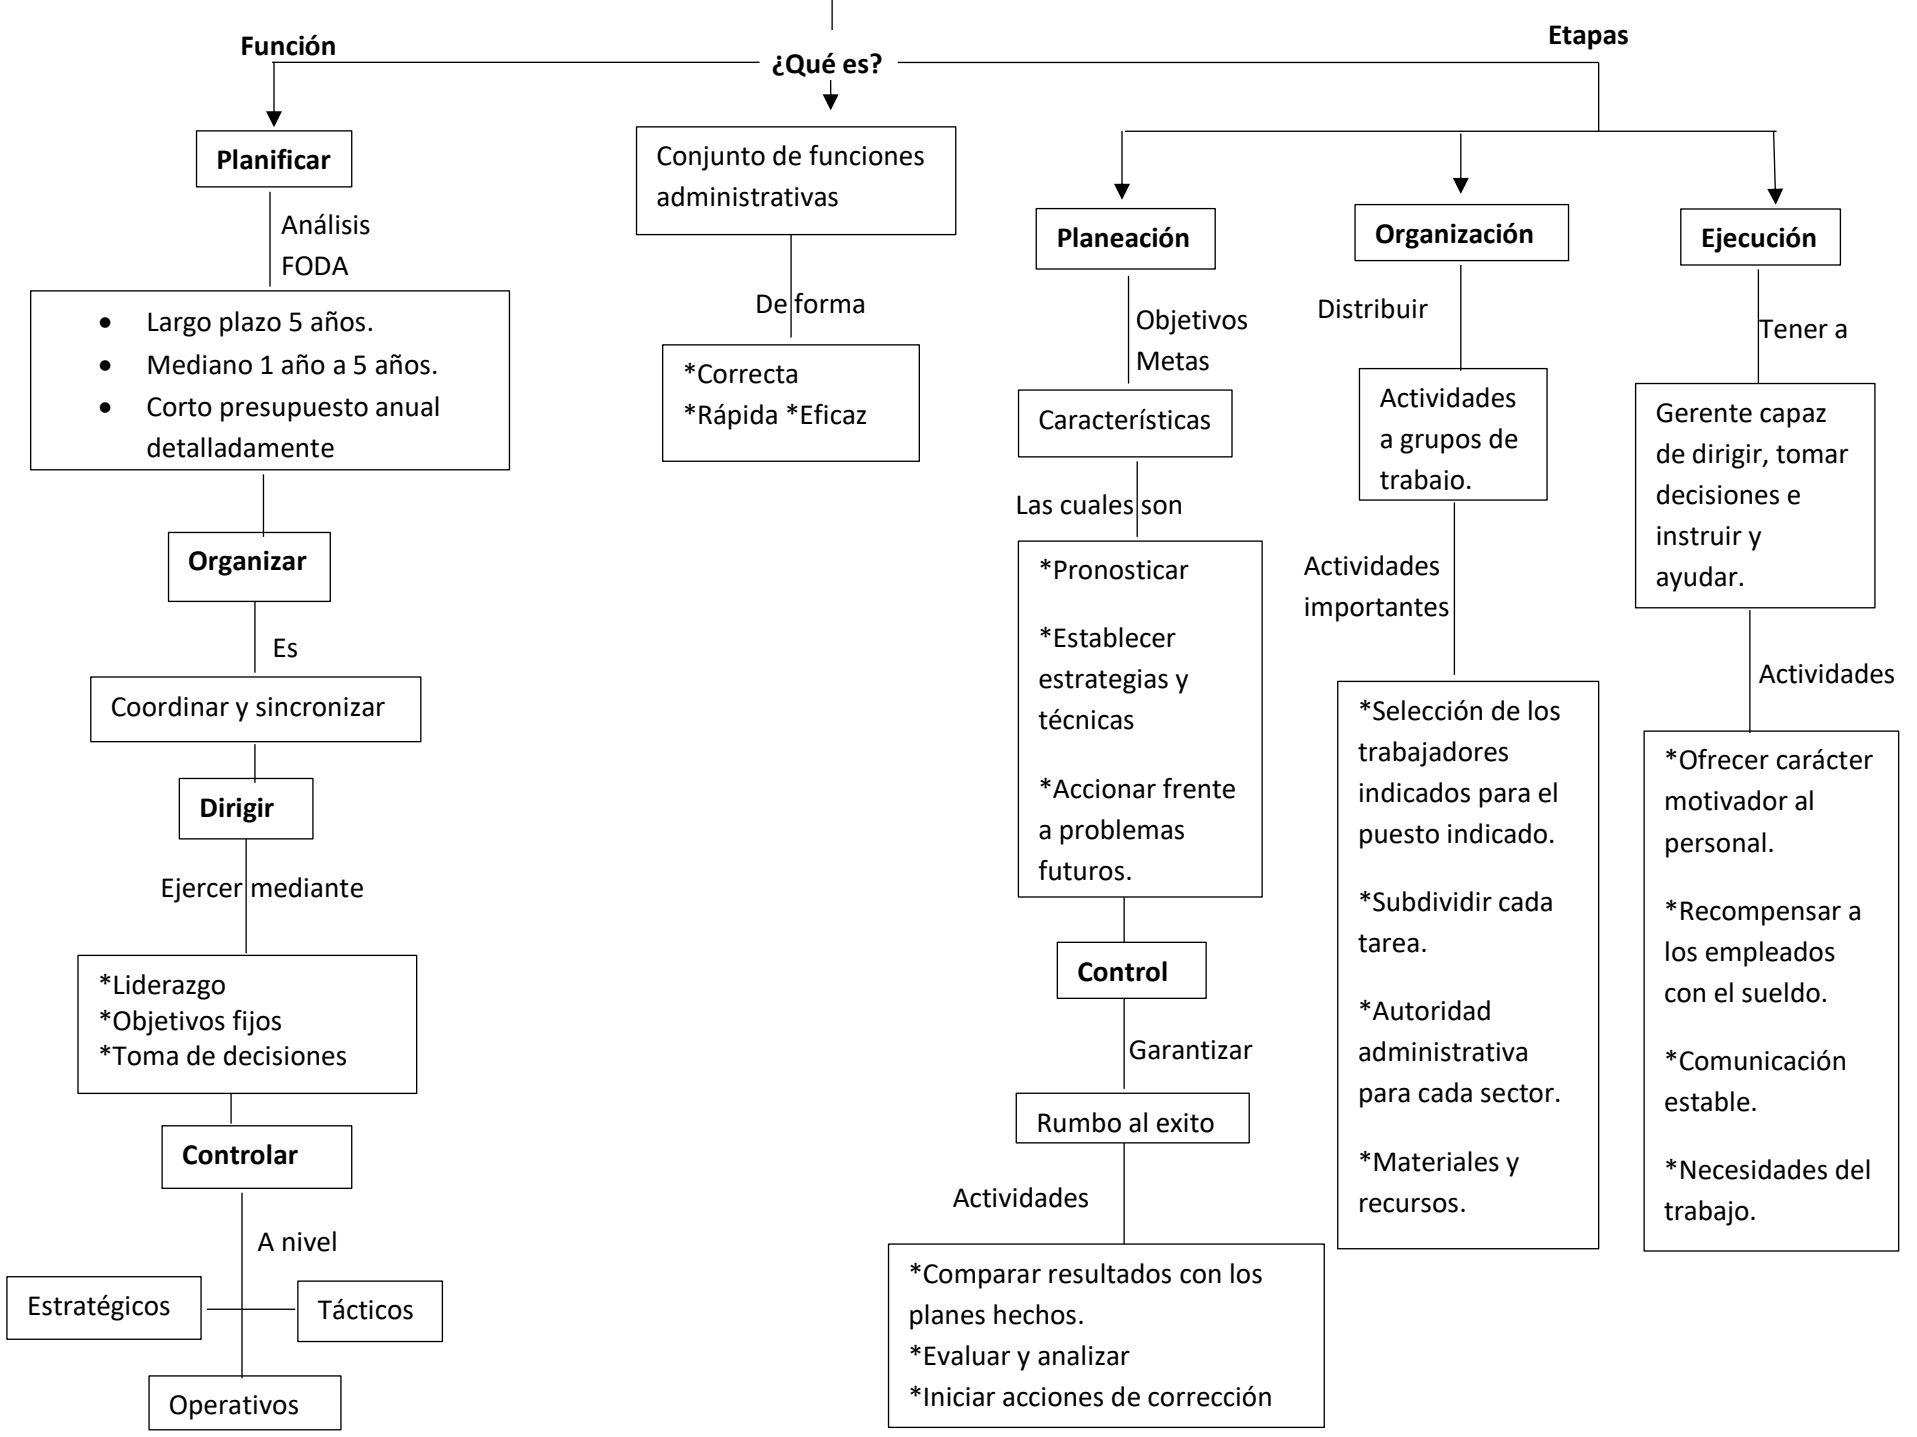 Función
¿Qué es?
Etapas
Planificar
Análisis
FODA
• Largo plazo 5 años.
• Mediano 1 año a 5 años.
• Corto presupuesto anual
detalladamente
Organizar
Es
Coordinar y sincronizar
Dirigir
Ejercer mediante
*Liderazgo
*Objetivos fijos
*Toma de decisiones
Controlar
A nivel
Estratégicos
Tácticos
Operativos
Conjunto de funciones
administrativas
De forma
*Correcta
*Rápida *Eficaz
Planeación
Objetivos
Metas
Características
Las cuales son
*Pronosticar
*Establecer
estrategias y
técnicas
*Accionar frente
a problemas
futuros.
Control
Garantizar
Rumbo al exito
Actividades
*Comparar resultados con los
planes hechos.
*Evaluar y analizar
*Iniciar acciones de corrección
Organización
Distribuir
Actividades
a grupos de
trabajo.
Actividades
importantes
*Selección de los
trabajadores
indicados para el
puesto indicado.
*Subdividir cada
tarea.
*Autoridad
administrativa
para cada sector.
*Materiales y
recursos.
Ejecución
Tener a
Gerente capaz
de dirigir, tomar
decisiones e
instruir y
ayudar.
Actividades
*Ofrecer carácter
motivador al
personal.
*Recompensar a
los empleados
con el sueldo.
*Comunicación
estable.
*Necesidades del
trabajo.